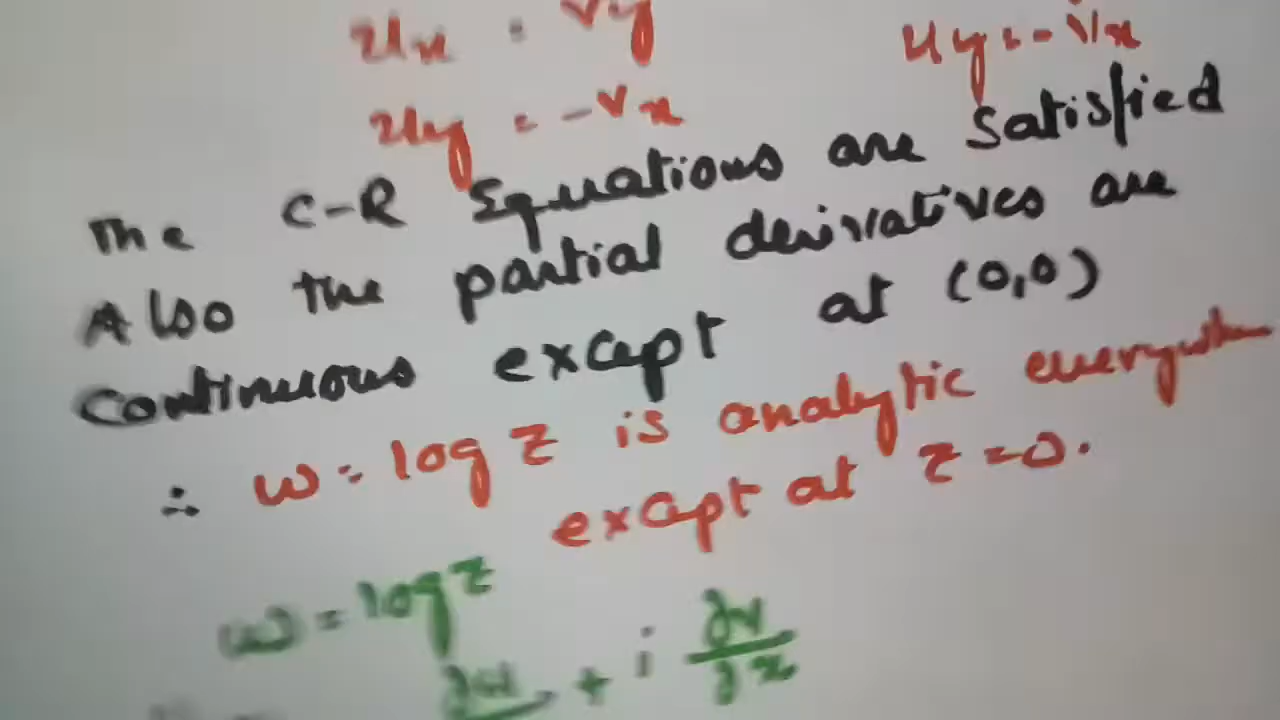 ux = vy
uy = -vx
uy = -vx
The C-R Equations are satisfied
Also the partial derivatives are
continuous except at (0,0)
∴ w = log z is analytic everywhere
except at z = 0.
w = log z
+ i ∂v/∂x